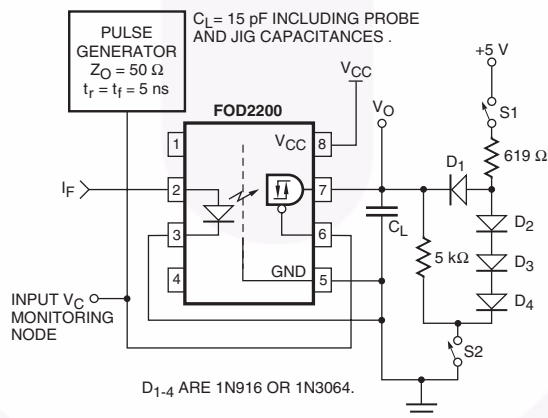 C_L = 15 pF INCLUDING PROBE
AND JIG CAPACITANCES .
PULSE
GENERATOR
Z_O = 50 Ω
t_r = t_f = 5 ns
+5 V
V_CC
V_O
S1
FOD2200
619 Ω
1
V_CC
8
D_1
I_F
2
7
D_2
C_L
3
6
5 kΩ
D_3
4
GND
5
D_4
INPUT V_C
MONITORING
NODE
S2
D_1-4 ARE 1N916 OR 1N3064.